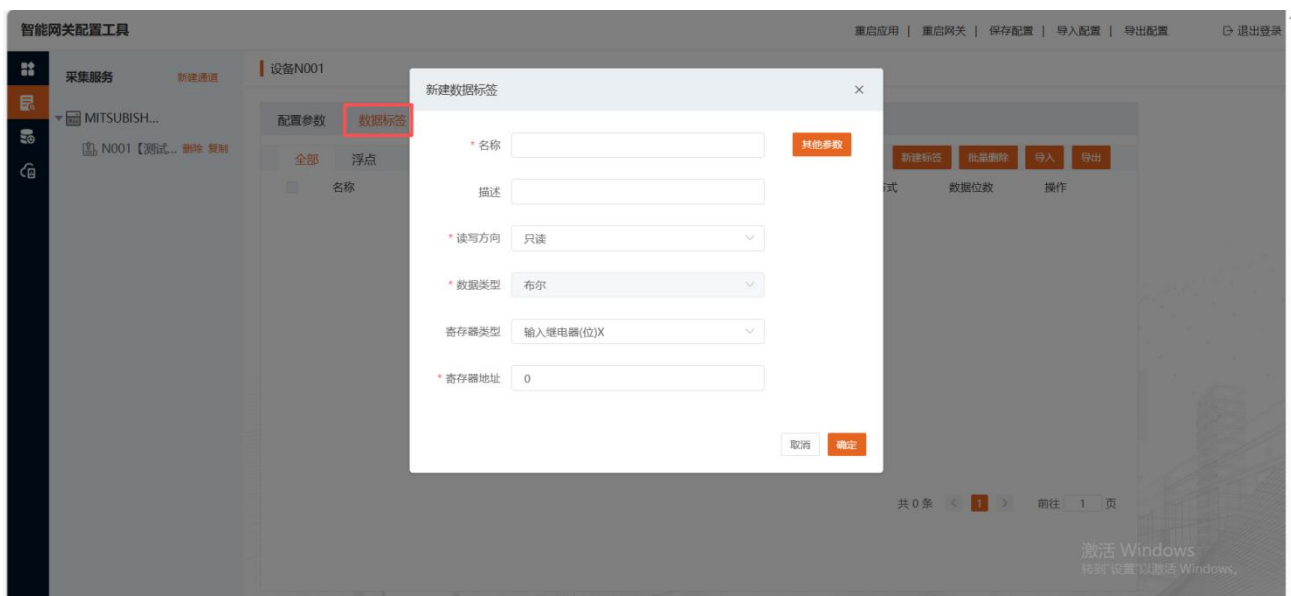 智能网关配置工具
重启应用 | 重启网关 | 保存配置 | 导入配置 | 导出配置 退出登录
采集服务 新建通道
设备N001
MITSUBISH...
N001【测试... 删除 复制
配置参数 数据标签
全部 浮点
新建标签 批量删除 导入 导出
名称 方式 数据位数 操作
新建数据标签
* 名称 其他参数
描述
* 读写方向 只读
* 数据类型 布尔
寄存器类型 输入继电器(位)X
* 寄存器地址 0
取消 确定
共 0 条 < 1 > 前往 1 页
激活 Windows
转到"设置"以激活 Windows。